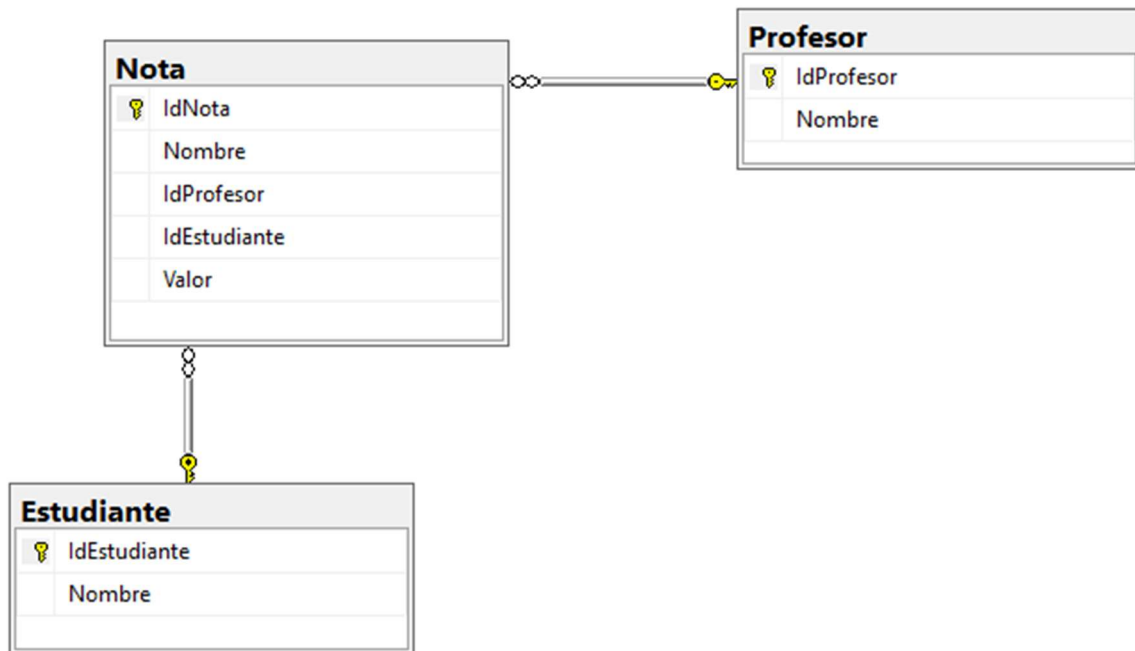 Nota
IdNota
Nombre
IdProfesor
IdEstudiante
Valor
Profesor
IdProfesor
Nombre
Estudiante
IdEstudiante
Nombre